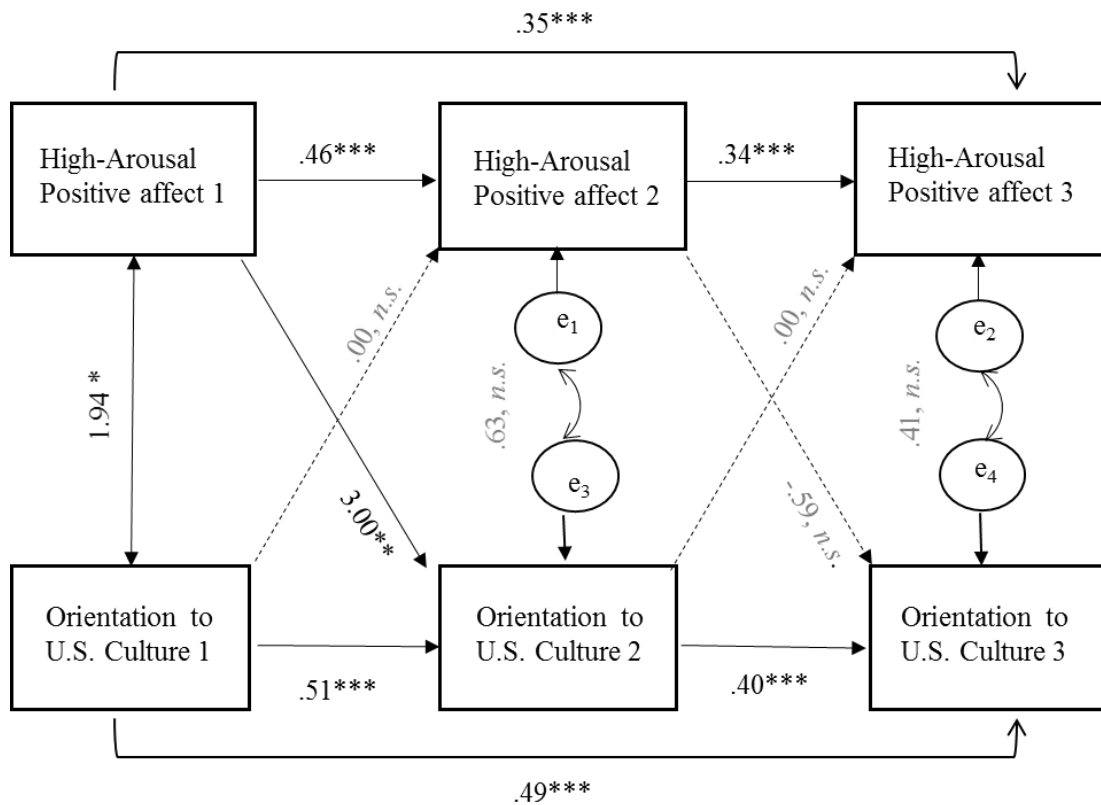 .35***
High-Arousal
Positive affect 1
.46***
High-Arousal
Positive affect 2
.34***
High-Arousal
Positive affect 3
1.94 *
.00, n.s.
3.00**
e1
.63, n.s.
e3
.00, n.s.
-.59, n.s.
e2
.41, n.s.
e4
Orientation to
U.S. Culture 1
.51***
Orientation to
U.S. Culture 2
.40***
Orientation to
U.S. Culture 3
.49***